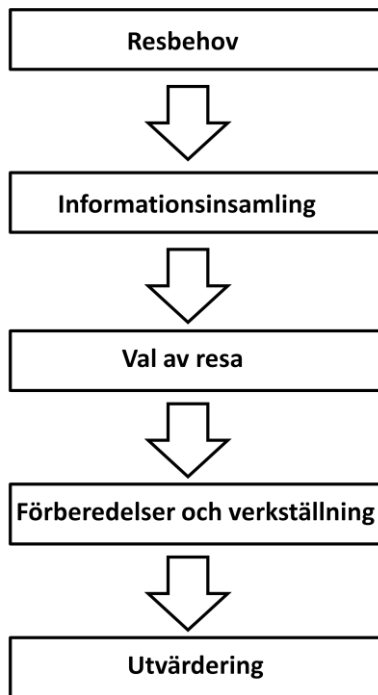 Resbehov
Informationsinsamling
Val av resa
Förberedelser och verkställning
Utvärdering